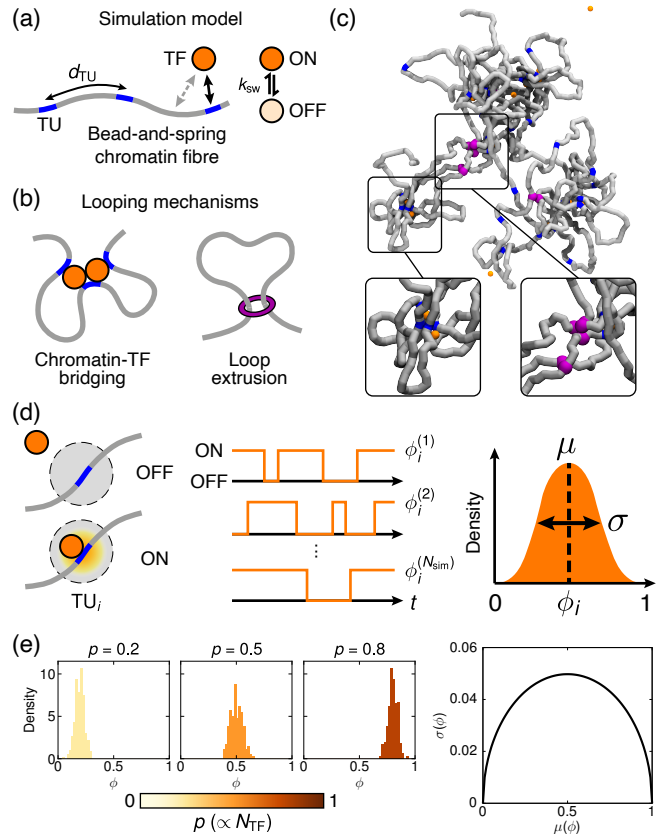 (a) Simulation model
TF
ON
d_TU
k_sw
TU
OFF
Bead-and-spring
chromatin fibre
(b) Looping mechanisms
Chromatin-TF
bridging
Loop
extrusion
(c)
(d)
OFF
ON
TU_i
ON
OFF
ϕ_i^(1)
ϕ_i^(2)
⋮
ϕ_i^(N_sim)
t
μ
σ
Density
0 ϕ_i 1
(e)
p = 0.2 p = 0.5 p = 0.8
Density
10
5
0
0 0.5 1 0 0.5 1 0 0.5 1
ϕ ϕ ϕ
0 1
p (∝ N_TF)
σ(ϕ)
0.06
0.04
0.02
0
0 0.5 1
μ(ϕ)